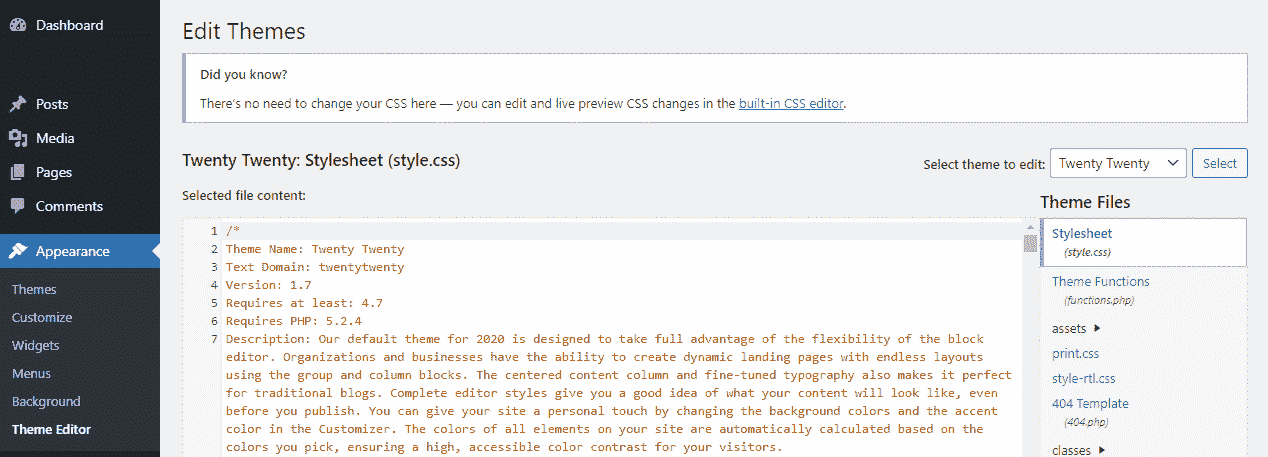 Dashboard
Posts
Media
Pages
Comments
Appearance
Themes
Customize
Widgets
Menus
Background
Theme Editor
Edit Themes
Did you know?
There's no need to change your CSS here — you can edit and live preview CSS changes in the built-in CSS editor.
Twenty Twenty: Stylesheet (style.css)
Select theme to edit: Twenty Twenty Select
Selected file content:
1 /*
2 Theme Name: Twenty Twenty
3 Text Domain: twentytwenty
4 Version: 1.7
5 Requires at least: 4.7
6 Requires PHP: 5.2.4
7 Description: Our default theme for 2020 is designed to take full advantage of the flexibility of the block
editor. Organizations and businesses have the ability to create dynamic landing pages with endless layouts
using the group and column blocks. The centered content column and fine-tuned typography also makes it perfect
for traditional blogs. Complete editor styles give you a good idea of what your content will look like, even
before you publish. You can give your site a personal touch by changing the background colors and the accent
color in the Customizer. The colors of all elements on your site are automatically calculated based on the
colors you pick, ensuring a high, accessible color contrast for your visitors.
Theme Files
Stylesheet
(style.css)
Theme Functions
(functions.php)
assets
print.css
style-rtl.css
404 Template
(404.php)
classes